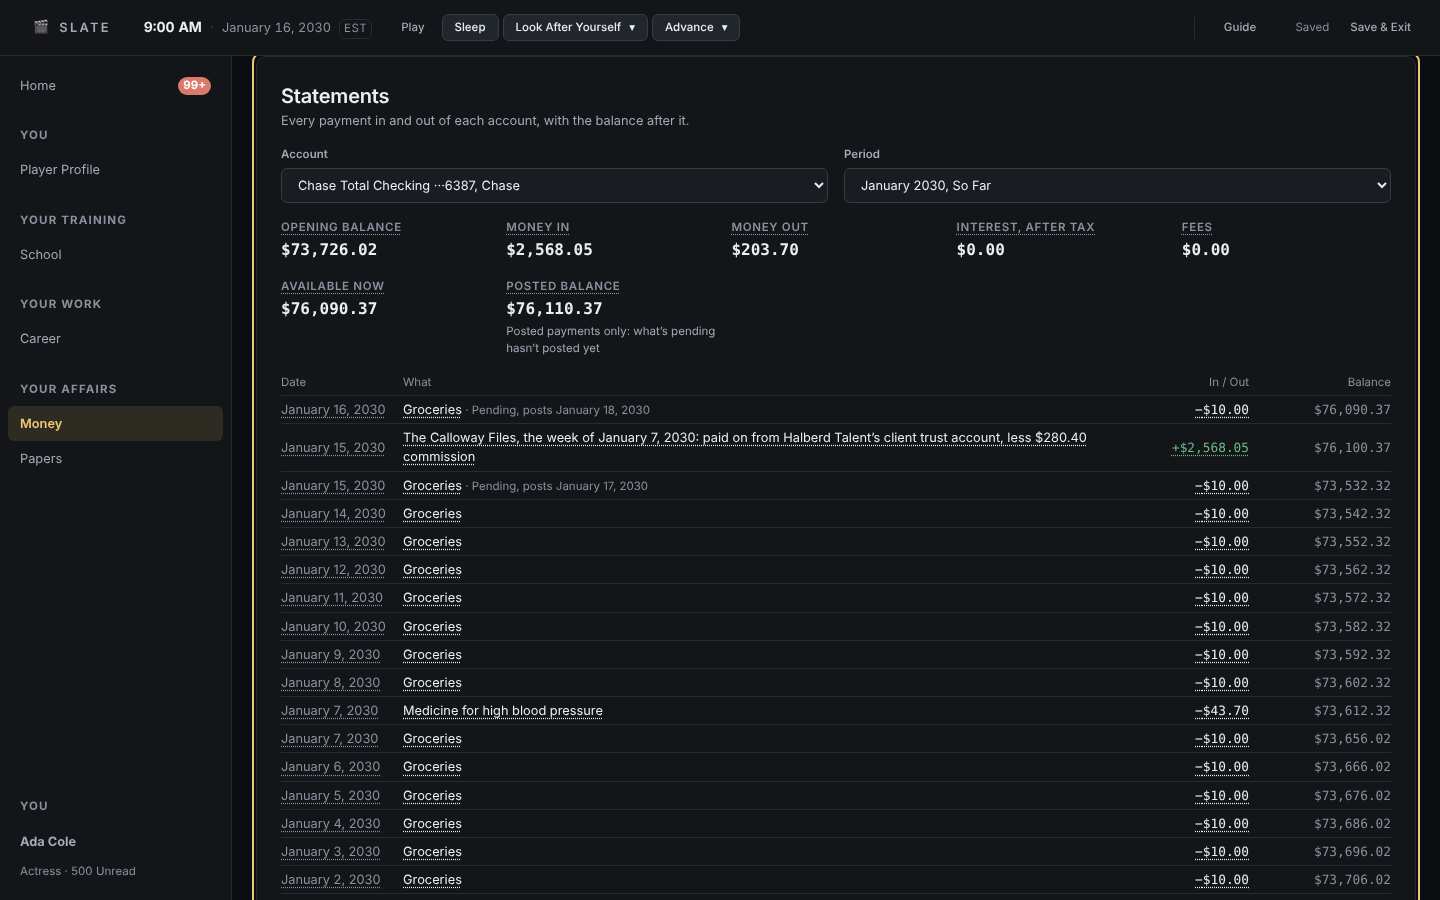 SLATE
9:00 AM · January 16, 2030 EST
Play
Sleep
Look After Yourself ▾
Advance ▾
Guide
Saved
Save & Exit
Home
99+
YOU
Player Profile
YOUR TRAINING
School
YOUR WORK
Career
YOUR AFFAIRS
Money
Papers
YOU
Ada Cole
Actress · 500 Unread
Statements
Every payment in and out of each account, with the balance after it.
Account
Period
Chase Total Checking ···6387, Chase
January 2030, So Far
OPENING BALANCE
$73,726.02
MONEY IN
$2,568.05
MONEY OUT
$203.70
INTEREST, AFTER TAX
$0.00
FEES
$0.00
AVAILABLE NOW
$76,090.37
POSTED BALANCE
$76,110.37
Posted payments only: what’s pending
hasn’t posted yet
Date What In / Out Balance
January 16, 2030 Groceries · Pending, posts January 18, 2030 −$10.00 $76,090.37
January 15, 2030 The Calloway Files, the week of January 7, 2030: paid on from Halberd Talent’s client trust account, less $280.40
commission +$2,568.05 $76,100.37
January 15, 2030 Groceries · Pending, posts January 17, 2030 −$10.00 $73,532.32
January 14, 2030 Groceries −$10.00 $73,542.32
January 13, 2030 Groceries −$10.00 $73,552.32
January 12, 2030 Groceries −$10.00 $73,562.32
January 11, 2030 Groceries −$10.00 $73,572.32
January 10, 2030 Groceries −$10.00 $73,582.32
January 9, 2030 Groceries −$10.00 $73,592.32
January 8, 2030 Groceries −$10.00 $73,602.32
January 7, 2030 Medicine for high blood pressure −$43.70 $73,612.32
January 7, 2030 Groceries −$10.00 $73,656.02
January 6, 2030 Groceries −$10.00 $73,666.02
January 5, 2030 Groceries −$10.00 $73,676.02
January 4, 2030 Groceries −$10.00 $73,686.02
January 3, 2030 Groceries −$10.00 $73,696.02
January 2, 2030 Groceries −$10.00 $73,706.02